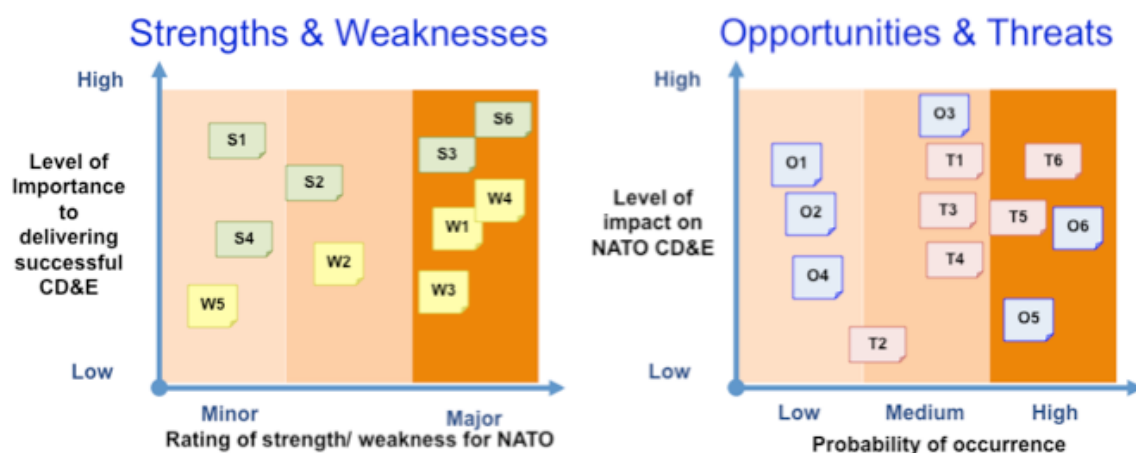 Strengths & Weaknesses
High
Level of
Importance
to
delivering
successful
CD&E
Low
S1
S2
S3
S6
S4
W4
W1
W2
W3
W5
Minor
Major
Rating of strength/ weakness for NATO
Opportunities & Threats
High
Level of
impact on
NATO CD&E
Low
O3
O1
T1
T6
O2
T3
T5
O6
O4
T4
O5
T2
Low
Medium
High
Probability of occurrence